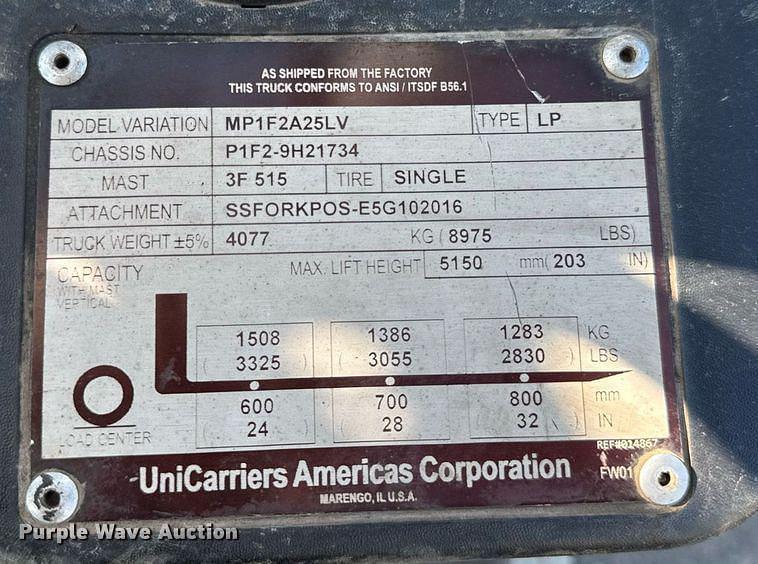 AS SHIPPED FROM THE FACTORY
THIS TRUCK CONFORMS TO ANSI / ITSDF B56.1
MODEL VARIATION MP1F2A25LV TYPE LP
CHASSIS NO. P1F2-9H21734
MAST 3F 515 TIRE SINGLE
ATTACHMENT SSFORKPOS-E5G102016
TRUCK WEIGHT ±5% 4077 KG ( 8975 LBS)
CAPACITY MAX. LIFT HEIGHT 5150 mm( 203 IN)
WITH MAST
VERTICAL
1508 1386 1283 KG
( 3325 ) ( 3055 ) ( 2830 ) LBS
600 700 800 mm
( 24 ) ( 28 ) ( 32 ) IN
LOAD CENTER
REF#014867
UniCarriers Americas Corporation
MARENGO, IL U.S.A.
Purple Wave Auction